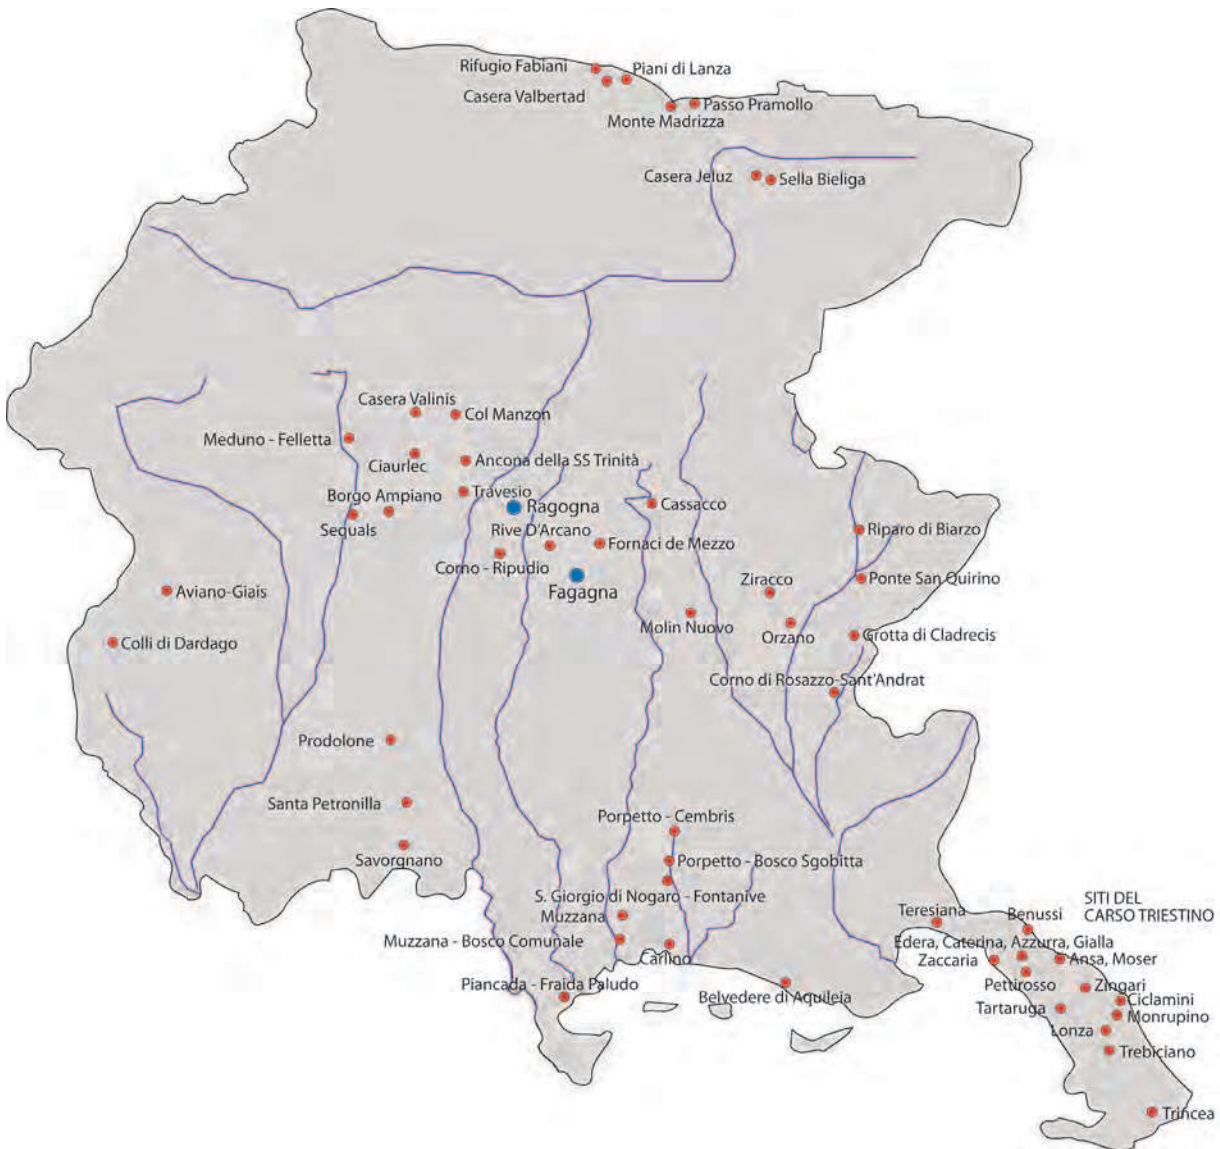 Rifugio Fabiani
Piani di Lanza
Casera Valbertad
Passo Pramollo
Monte Madrizza
Casera Jeluz
Sella Bieliga
Casera Valinis
Col Manzon
Meduno - Felletta
Ciaurlec
Ancona della SS Trinità
Borgo Ampiano
Travesio
Ragogna
Cassacco
Sequals
Rive D'Arcano
Riparo di Biarzo
Fornaci de Mezzo
Corno - Ripudio
Ziracco
Ponte San Quirino
Aviano-Giais
Fagagna
Molin Nuovo
Orzano
Grotta di Cladrecis
Colli di Dardago
Corno di Rosazzo-Sant'Andrat
Prodolone
Santa Petronilla
Porpetto - Cembris
Savorgnano
Porpetto - Bosco Sgobitta
S. Giorgio di Nogaro - Fontanive
SITI DEL
CARSO TRIESTINO
Teresiana
Benussi
Muzzana
Muzzana - Bosco Comunale
Edera, Caterina, Azzurra, Gialla
Carlino
Zaccaria
Ansa, Moser
Piancada - Fraida Paludo
Pettirosso
Zingari
Belvedere di Aquileia
Ciclamini
Tartaruga
Monrupino
Lonza
Trebiciano
Trincea